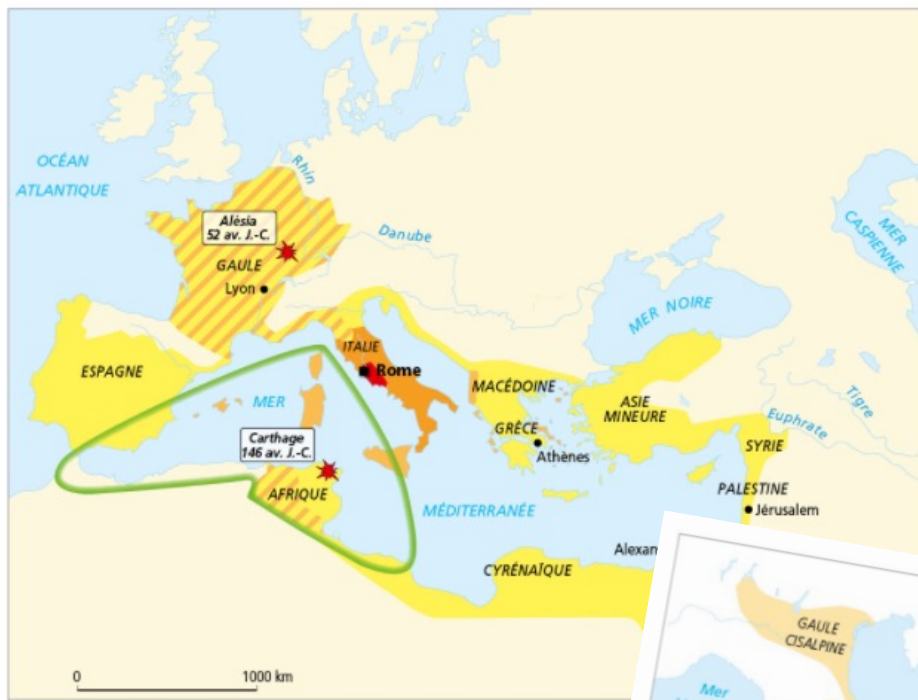 OCÉAN
ATLANTIQUE
Rhin
Alésia
52 av. J.-C.
GAULE
Lyon
Danube
MER
CASPIENNE
MER NOIRE
ITALIE
Rome
ESPAGNE
MER
MACÉDOINE
ASIE
MINEURE
Tigre
Euphrate
Carthage
146 av. J.-C.
GRÈCE
Athènes
SYRIE
AFRIQUE
MÉDITERRANÉE
PALESTINE
Jérusalem
CYRÉNAÏQUE
GAULE
CISALPINE
0 1000 km
Mer